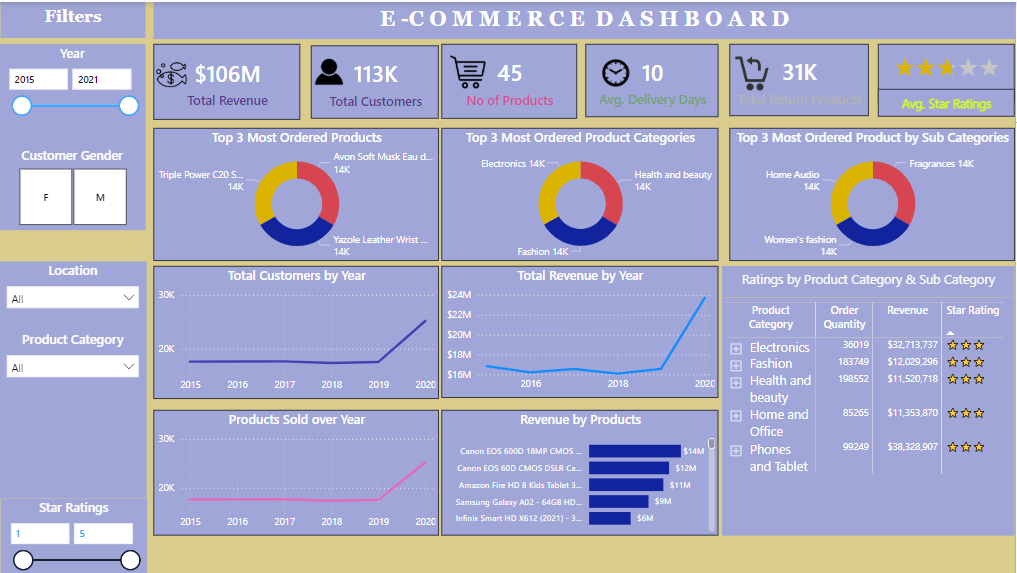 Filters
E-COMMERCE DASHBOARD
Year
2015
2021
Customer Gender
F
M
Location
All
Product Category
All
Star Ratings
1
5
$106M
Total Revenue
113K
Total Customers
45
No of Products
10
Avg. Delivery Days
31K
Total Return Products
Avg. Star Ratings
Top 3 Most Ordered Products
Avon Soft Musk Eau d...
14K
Triple Power C20 S...
14K
Yazole Leather Wrist ...
14K
Top 3 Most Ordered Product Categories
Electronics 14K
Health and beauty
14K
Fashion 14K
Top 3 Most Ordered Product by Sub Categories
Fragrances 14K
Home Audio
14K
Women's fashion
14K
Total Customers by Year
30K
20K
2015
2016
2017
2018
2019
2020
Total Revenue by Year
$24M
$22M
$20M
$18M
$16M
2016
2018
2020
Ratings by Product Category & Sub Category
Product Category
Order Quantity
Revenue
Star Rating
Electronics 36019 $32,713,737
Fashion 183749 $12,029,296
Health and beauty 198552 $11,520,718
Home and Office 85265 $11,353,870
Phones and Tablet 99249 $38,328,907
Products Sold over Year
30K
20K
2015
2016
2017
2018
2019
2020
Revenue by Products
Canon EOS 600D 18MP CMOS ... $14M
Canon EOS 60D CMOS DSLR Ca... $12M
Amazon Fire HD 8 Kids Tablet 3... $11M
Samsung Galaxy A02 - 64GB HD... $9M
Infinix Smart HD X612 (2021) - 3... $6M